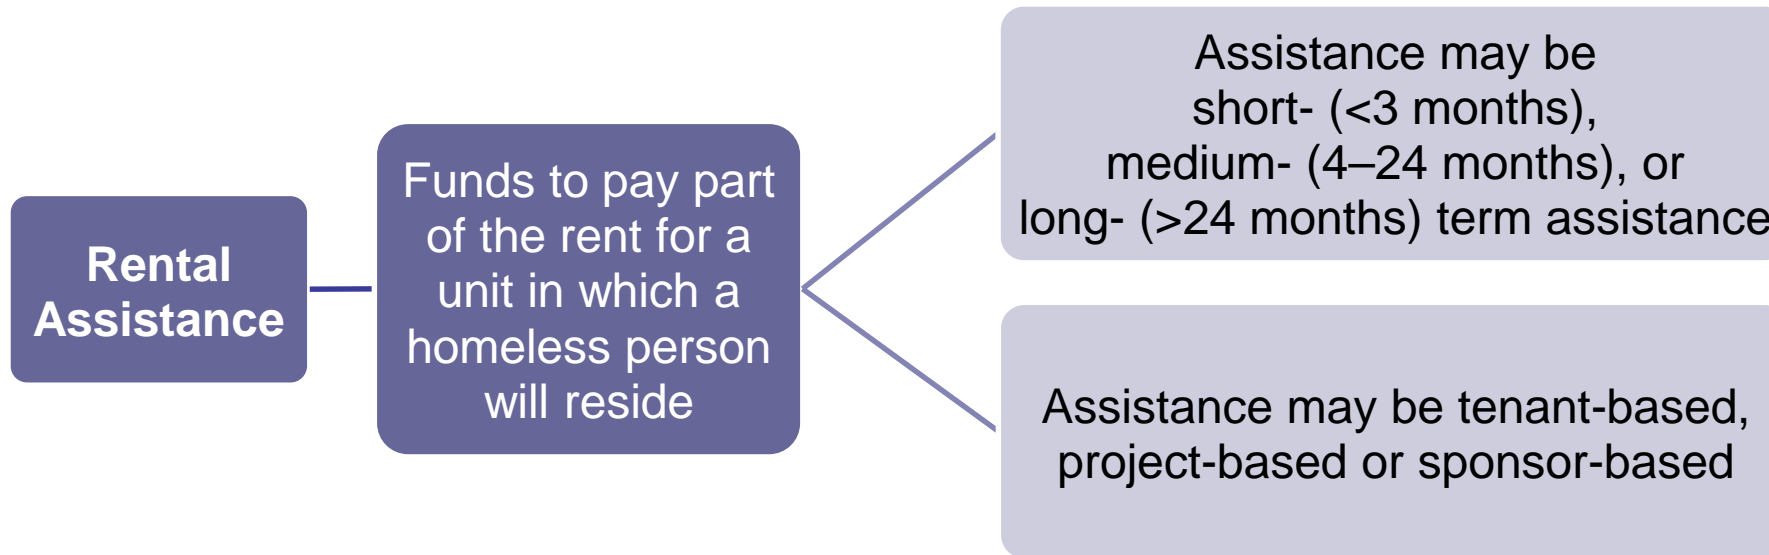 Rental
Assistance
Funds to pay part
of the rent for a
unit in which a
homeless person
will reside
Assistance may be
short- (<3 months),
medium- (4–24 months), or
long- (>24 months) term assistance
Assistance may be tenant-based,
project-based or sponsor-based